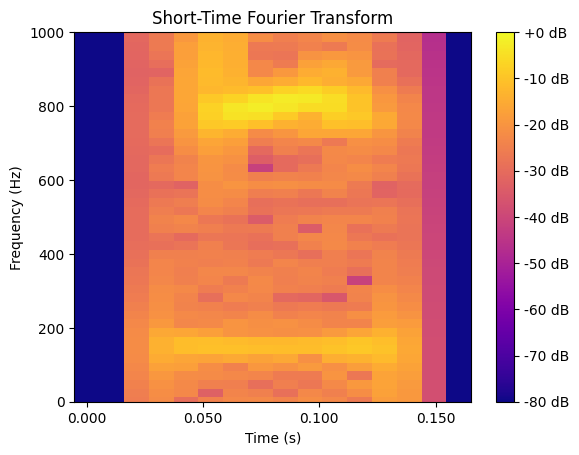 Short-Time Fourier Transform
1000
800
600
400
200
0
Frequency (Hz)
0.000
0.050
0.100
0.150
Time (s)
+0 dB
-10 dB
-20 dB
-30 dB
-40 dB
-50 dB
-60 dB
-70 dB
-80 dB